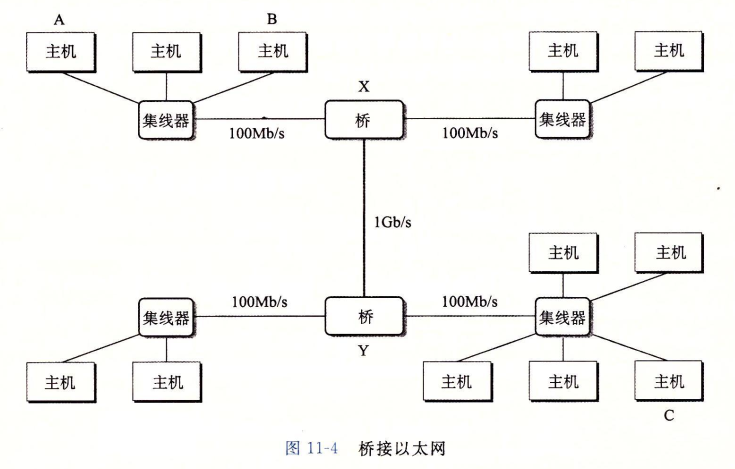 A B
主机 主机 主机 主机 主机
X
集线器 100Mb/s 桥 100Mb/s 集线器
1Gb/s
主机 主机
集线器 100Mb/s 桥 100Mb/s 集线器
Y
主机 主机 主机 主机 主机
C
图 11-4 桥接以太网